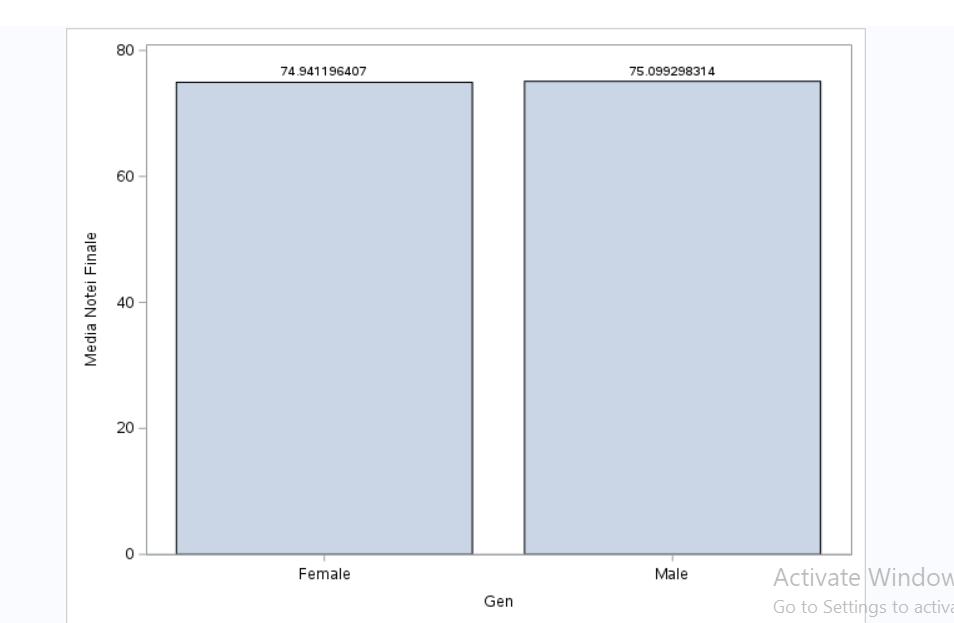 80
74.941196407 75.099298314
60
Media Notei Finale
40
20
0
Female Male
Gen
Activate Window
Go to Settings to activa